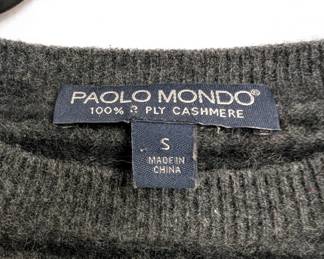 PAOLO MONDO®
100% 2 PLY CASHMERE
S
MADE IN
CHINA